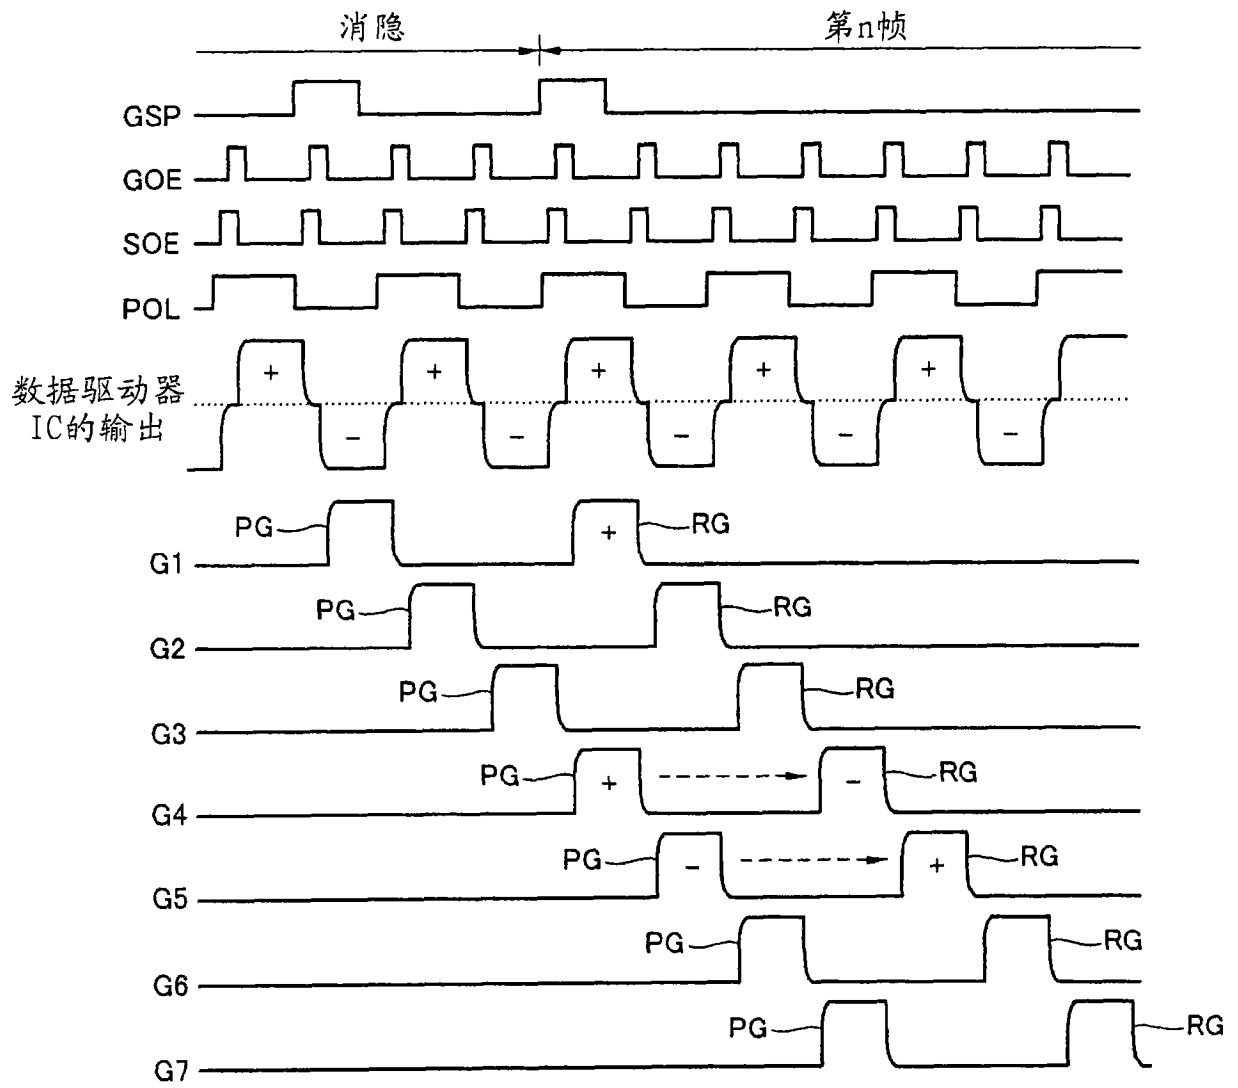 消隐 第n帧
GSP
GOE
SOE
POL
+ + + + +
数据驱动器
IC的输出
- - - - -
PG + RG
G1
PG RG
G2
PG RG
G3
PG + - RG
G4
PG - + RG
G5
PG RG
G6
PG RG
G7